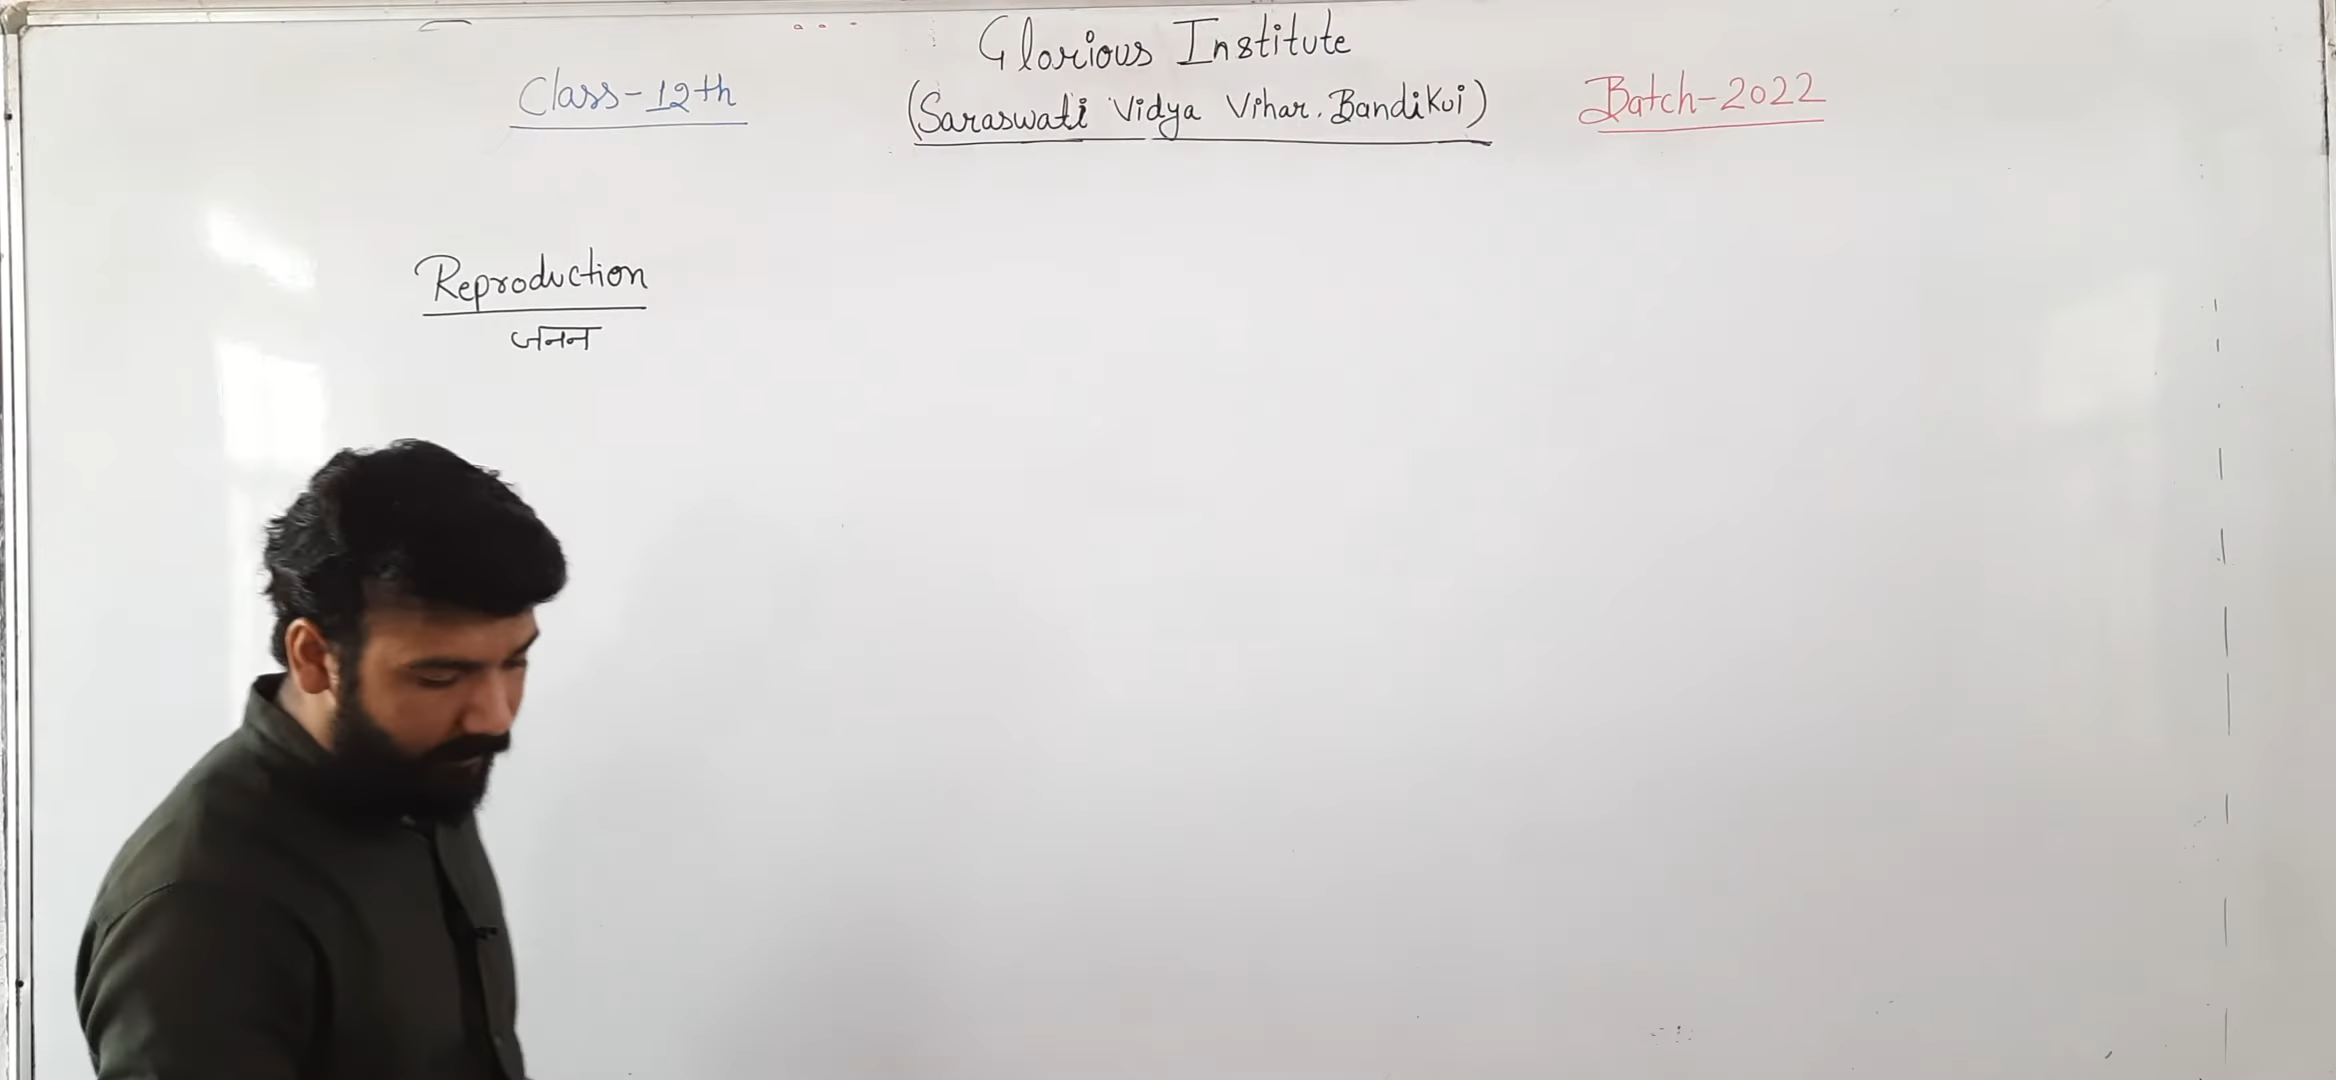 Glorious Institute
Class-12th
(Saraswati Vidya Vihar. Bandikui)
Batch-2022
Reproduction
जनन